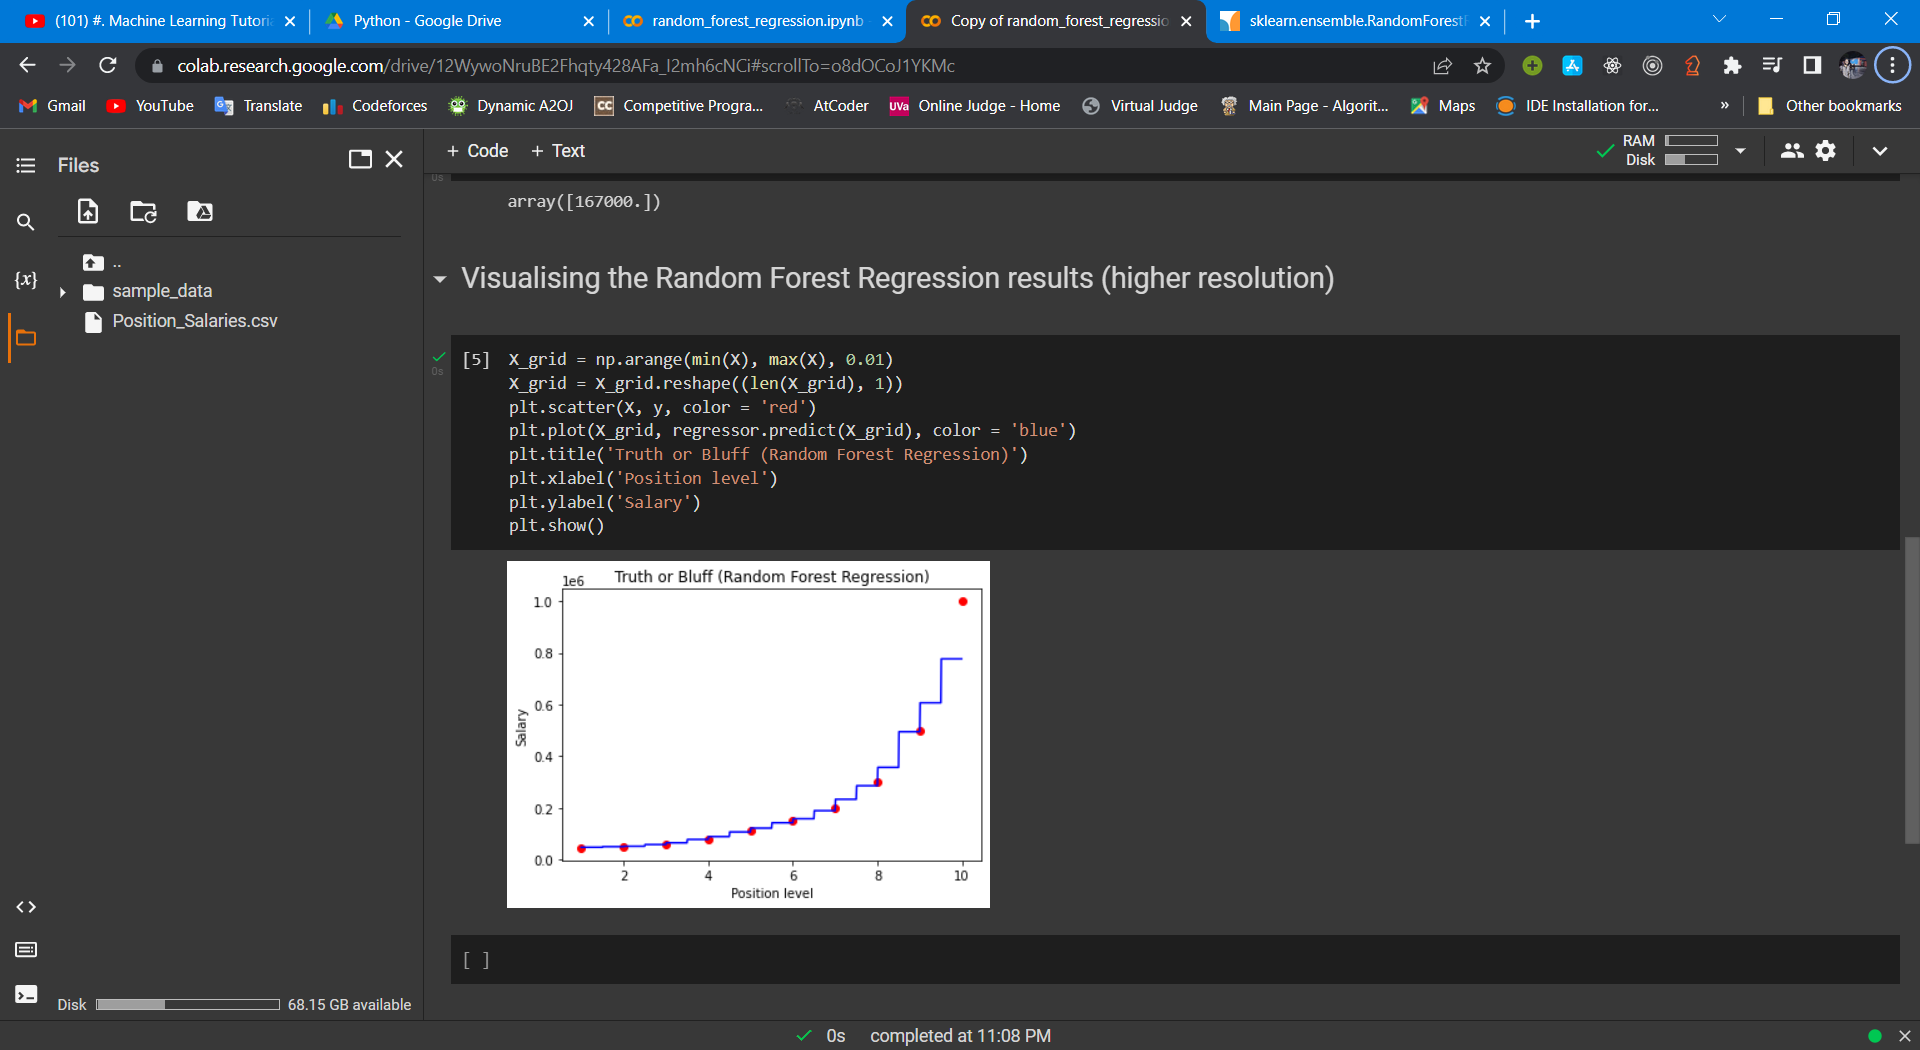 (101) #. Machine Learning Tutori
Python - Google Drive
random_forest_regression.ipynb
Copy of random_forest_regressio
sklearn.ensemble.RandomForest
colab.research.google.com/drive/12WywoNruBE2Fhqty428AFa_I2mh6cNCi#scrollTo=o8dOCoJ1YKMc
Gmail
YouTube
Translate
Codeforces
Dynamic A2OJ
CC
Competitive Progra...
AtCoder
UVa
Online Judge - Home
Virtual Judge
Main Page - Algorit...
Maps
IDE Installation for...
»
Other bookmarks
Files
+ Code + Text
RAM
Disk
0s
array([167000.])
..
sample_data
Position_Salaries.csv
{x}
Visualising the Random Forest Regression results (higher resolution)
0s
[5] X_grid = np.arange(min(X), max(X), 0.01)
X_grid = X_grid.reshape((len(X_grid), 1))
plt.scatter(X, y, color = 'red')
plt.plot(X_grid, regressor.predict(X_grid), color = 'blue')
plt.title('Truth or Bluff (Random Forest Regression)')
plt.xlabel('Position level')
plt.ylabel('Salary')
plt.show()
Truth or Bluff (Random Forest Regression)
1e6
1.0
0.8
0.6
0.4
0.2
0.0
Salary
2 4 6 8 10
Position level
[ ]
Disk 68.15 GB available
0s completed at 11:08 PM